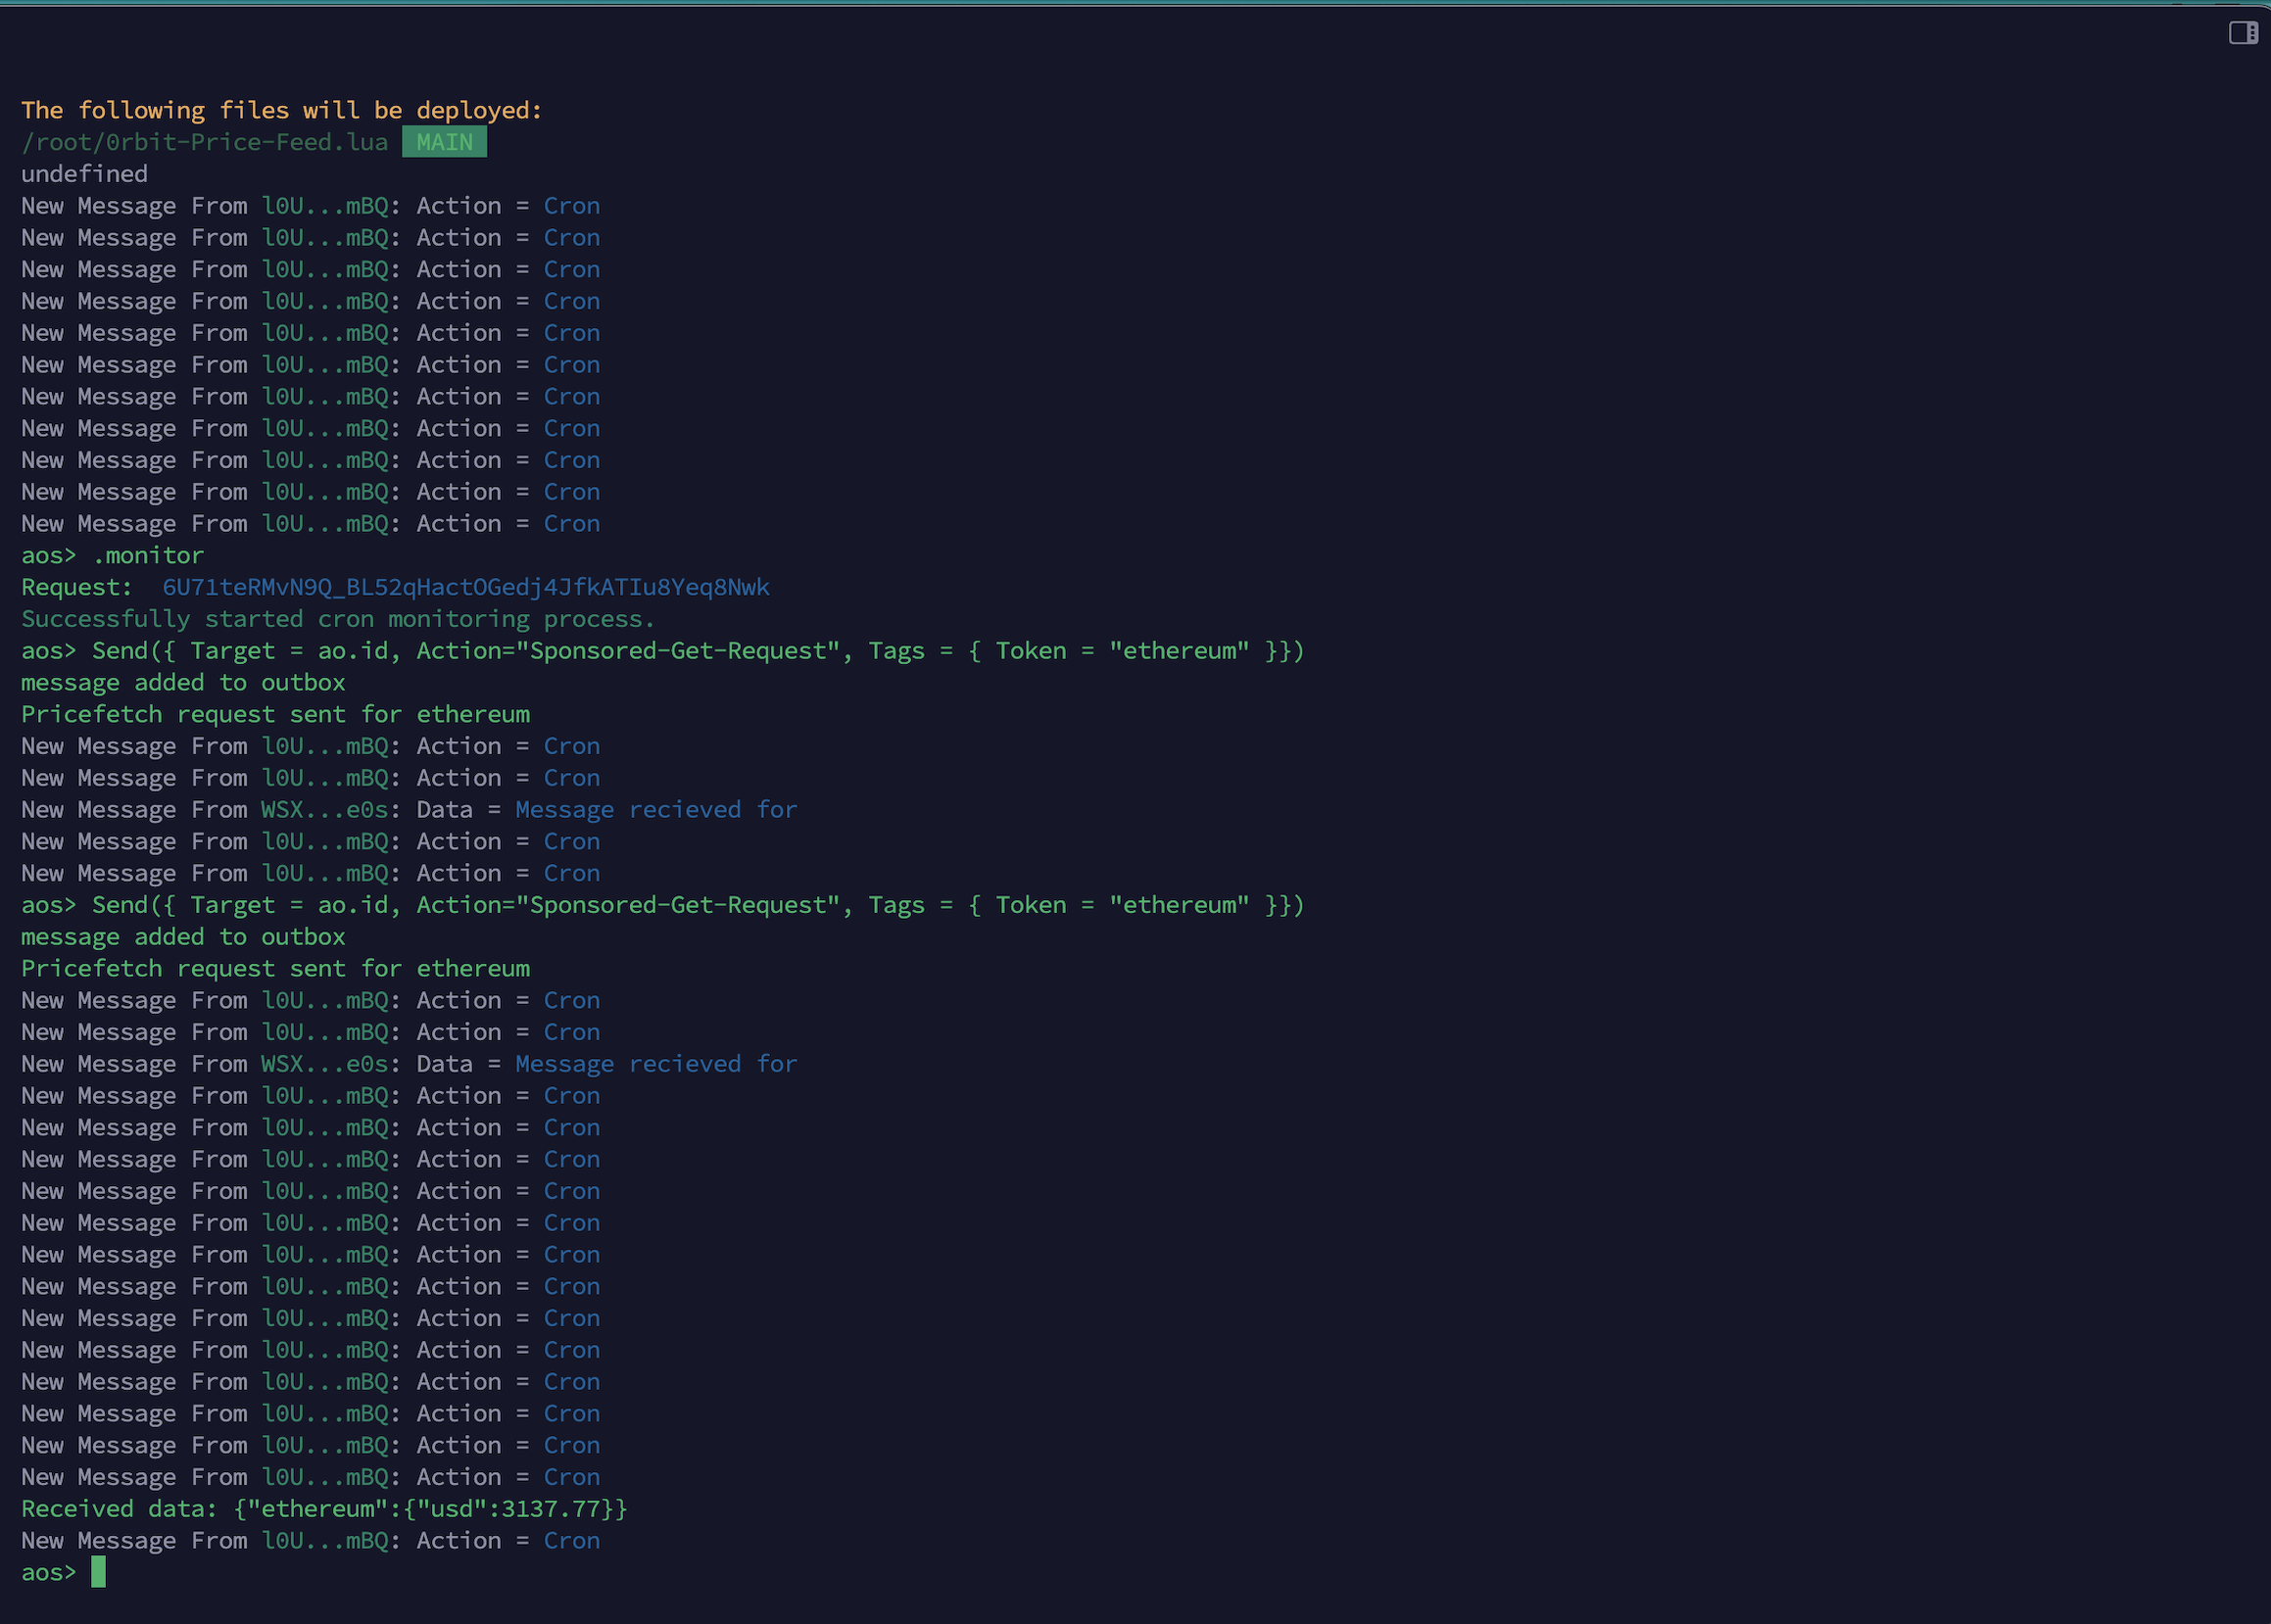 The following files will be deployed:
/root/0rbit-Price-Feed.lua MAIN
undefined
New Message From l0U...mBQ: Action = Cron
New Message From l0U...mBQ: Action = Cron
New Message From l0U...mBQ: Action = Cron
New Message From l0U...mBQ: Action = Cron
New Message From l0U...mBQ: Action = Cron
New Message From l0U...mBQ: Action = Cron
New Message From l0U...mBQ: Action = Cron
New Message From l0U...mBQ: Action = Cron
New Message From l0U...mBQ: Action = Cron
New Message From l0U...mBQ: Action = Cron
New Message From l0U...mBQ: Action = Cron
aos> .monitor
Request:  6U71teRMvN9Q_BL52qHactOGedj4JfkATIu8Yeq8Nwk
Successfully started cron monitoring process.
aos> Send({ Target = ao.id, Action="Sponsored-Get-Request", Tags = { Token = "ethereum" }})
message added to outbox
Pricefetch request sent for ethereum
New Message From l0U...mBQ: Action = Cron
New Message From l0U...mBQ: Action = Cron
New Message From WSX...e0s: Data = Message recieved for
New Message From l0U...mBQ: Action = Cron
New Message From l0U...mBQ: Action = Cron
aos> Send({ Target = ao.id, Action="Sponsored-Get-Request", Tags = { Token = "ethereum" }})
message added to outbox
Pricefetch request sent for ethereum
New Message From l0U...mBQ: Action = Cron
New Message From l0U...mBQ: Action = Cron
New Message From WSX...e0s: Data = Message recieved for
New Message From l0U...mBQ: Action = Cron
New Message From l0U...mBQ: Action = Cron
New Message From l0U...mBQ: Action = Cron
New Message From l0U...mBQ: Action = Cron
New Message From l0U...mBQ: Action = Cron
New Message From l0U...mBQ: Action = Cron
New Message From l0U...mBQ: Action = Cron
New Message From l0U...mBQ: Action = Cron
New Message From l0U...mBQ: Action = Cron
New Message From l0U...mBQ: Action = Cron
New Message From l0U...mBQ: Action = Cron
New Message From l0U...mBQ: Action = Cron
New Message From l0U...mBQ: Action = Cron
Received data: {"ethereum":{"usd":3137.77}}
New Message From l0U...mBQ: Action = Cron
aos>